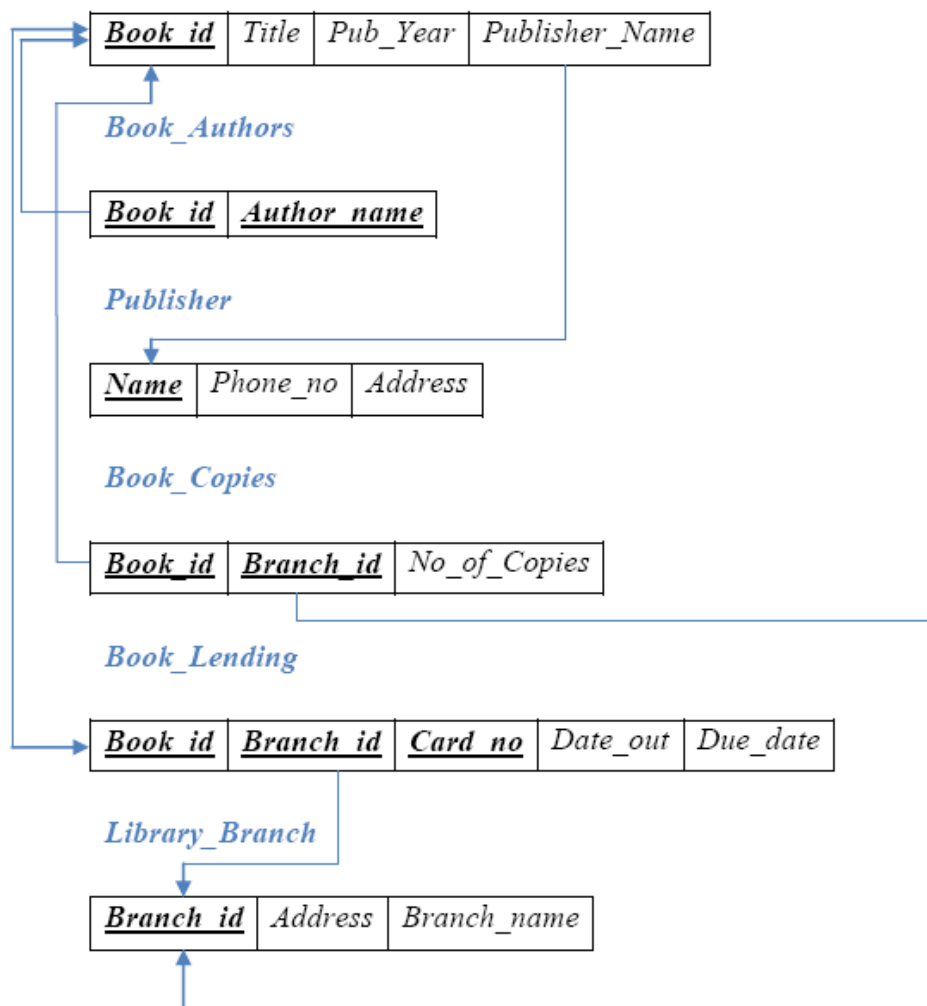 Book_id Title Pub_Year Publisher_Name
Book_Authors
Book_id Author_name
Publisher
Name Phone_no Address
Book_Copies
Book_id Branch_id No_of_Copies
Book_Lending
Book_id Branch_id Card_no Date_out Due_date
Library_Branch
Branch_id Address Branch_name